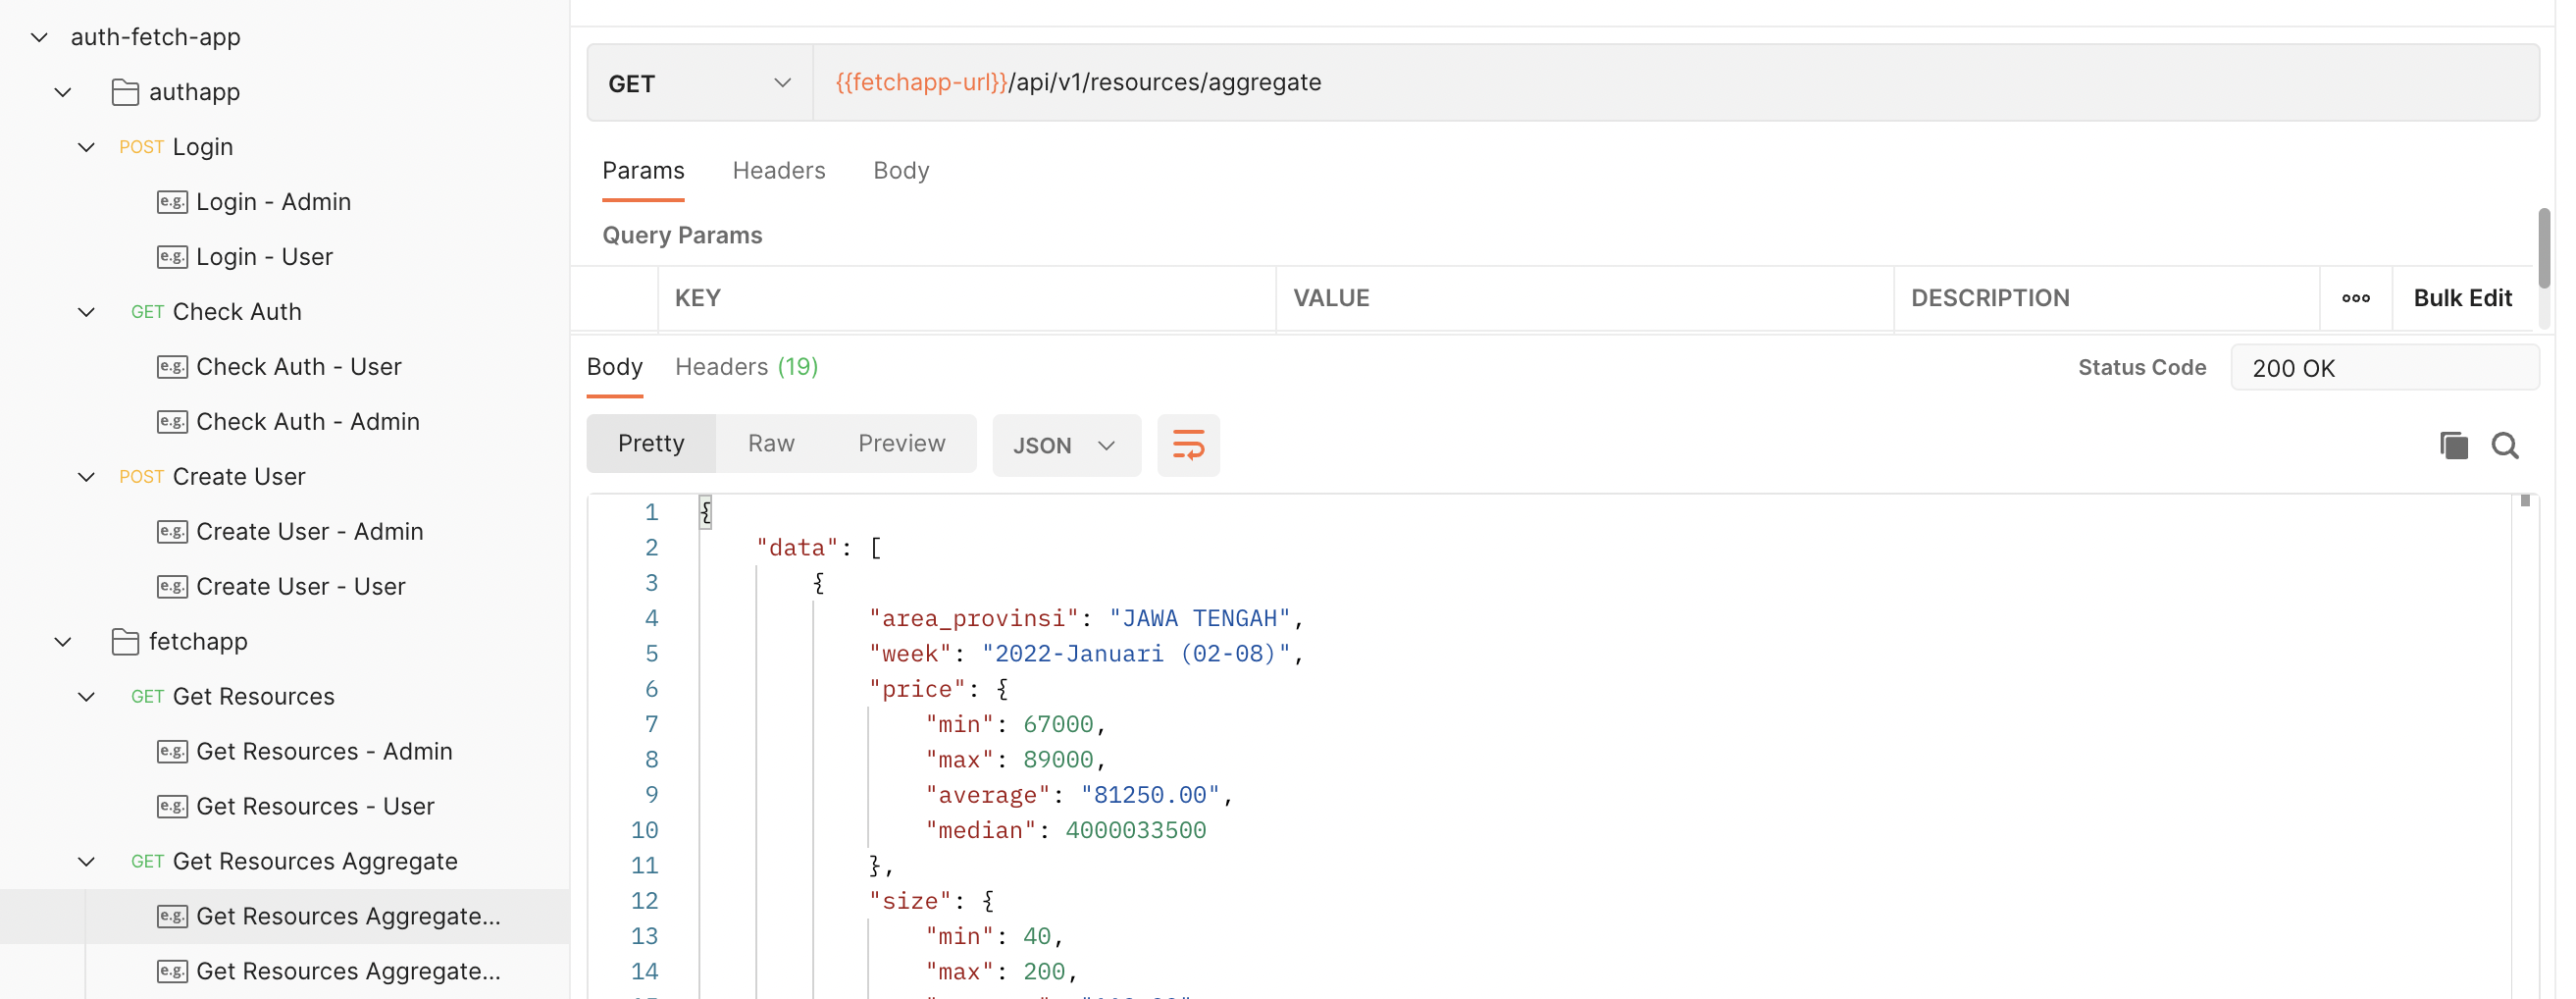 auth-fetch-app
authapp
POST Login
e.g. Login - Admin
e.g. Login - User
GET Check Auth
e.g. Check Auth - User
e.g. Check Auth - Admin
POST Create User
e.g. Create User - Admin
e.g. Create User - User
fetchapp
GET Get Resources
e.g. Get Resources - Admin
e.g. Get Resources - User
GET Get Resources Aggregate
e.g. Get Resources Aggregate...
e.g. Get Resources Aggregate...
GET {{fetchapp-url}}/api/v1/resources/aggregate
Params Headers Body
Query Params
KEY VALUE DESCRIPTION ooo Bulk Edit
Body Headers (19) Status Code 200 OK
Pretty Raw Preview JSON
1 {
2 "data": [
3 {
4 "area_provinsi": "JAWA TENGAH",
5 "week": "2022-Januari (02-08)",
6 "price": {
7 "min": 67000,
8 "max": 89000,
9 "average": "81250.00",
10 "median": 4000033500
11 },
12 "size": {
13 "min": 40,
14 "max": 200,